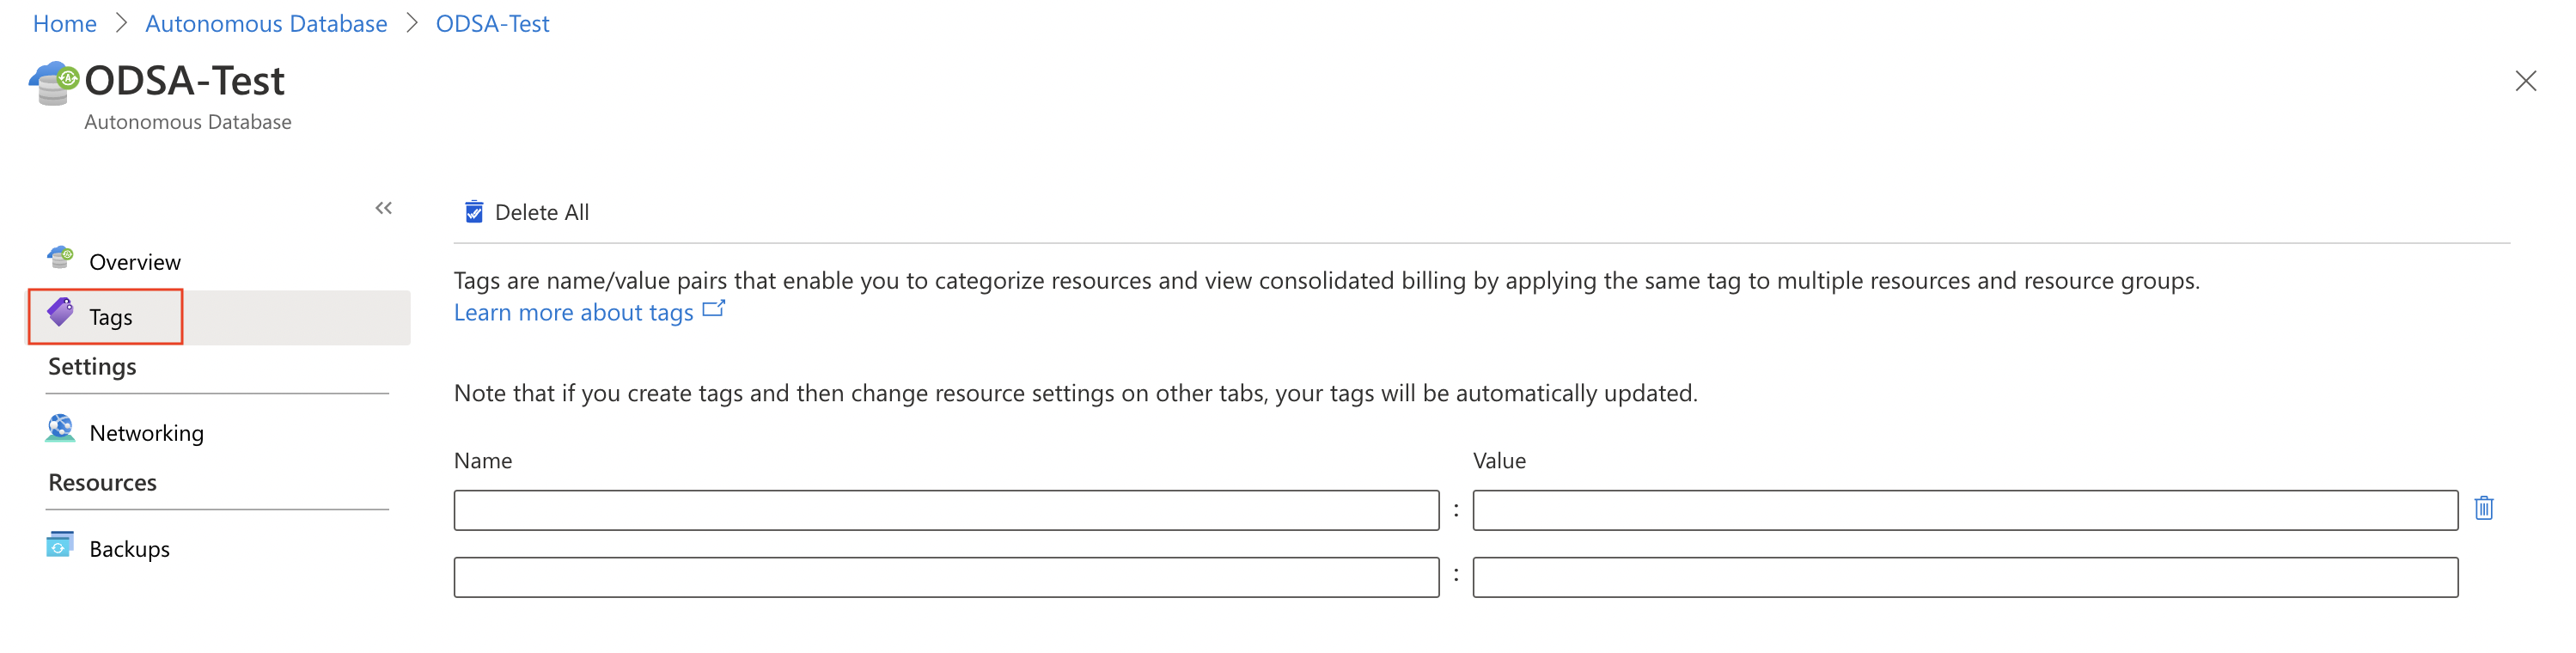 Home > Autonomous Database > ODSA-Test
ODSA-Test
Autonomous Database
«
Delete All
Overview
Tags are name/value pairs that enable you to categorize resources and view consolidated billing by applying the same tag to multiple resources and resource groups.
Learn more about tags
Tags
Settings
Note that if you create tags and then change resource settings on other tabs, your tags will be automatically updated.
Networking
Name Value
Resources
:
Backups
: